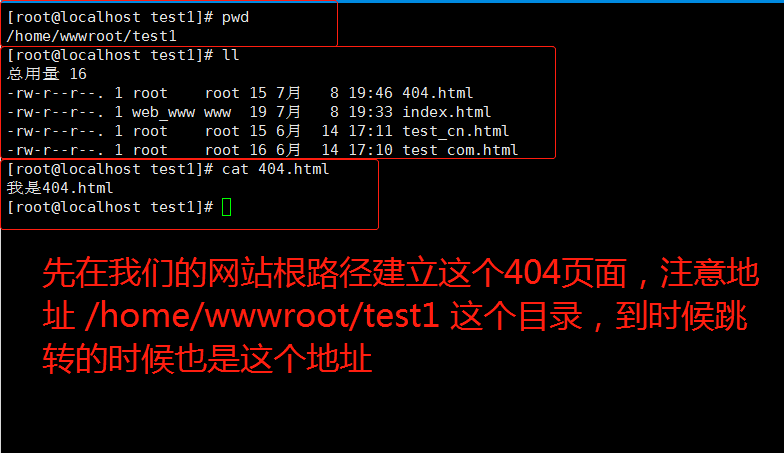 [root@localhost test1]# pwd
/home/wwwroot/test1
[root@localhost test1]# ll
总用量 16
-rw-r--r--. 1 root    root 15 7月   8 19:46 404.html
-rw-r--r--. 1 web_www www  19 7月   8 19:33 index.html
-rw-r--r--. 1 root    root 15 6月  14 17:11 test_cn.html
-rw-r--r--. 1 root    root 16 6月  14 17:10 test_com.html
[root@localhost test1]# cat 404.html
我是404.html
[root@localhost test1]#
先在我们的网站根路径建立这个404页面，注意地
址 /home/wwwroot/test1 这个目录，到时候跳
转的时候也是这个地址